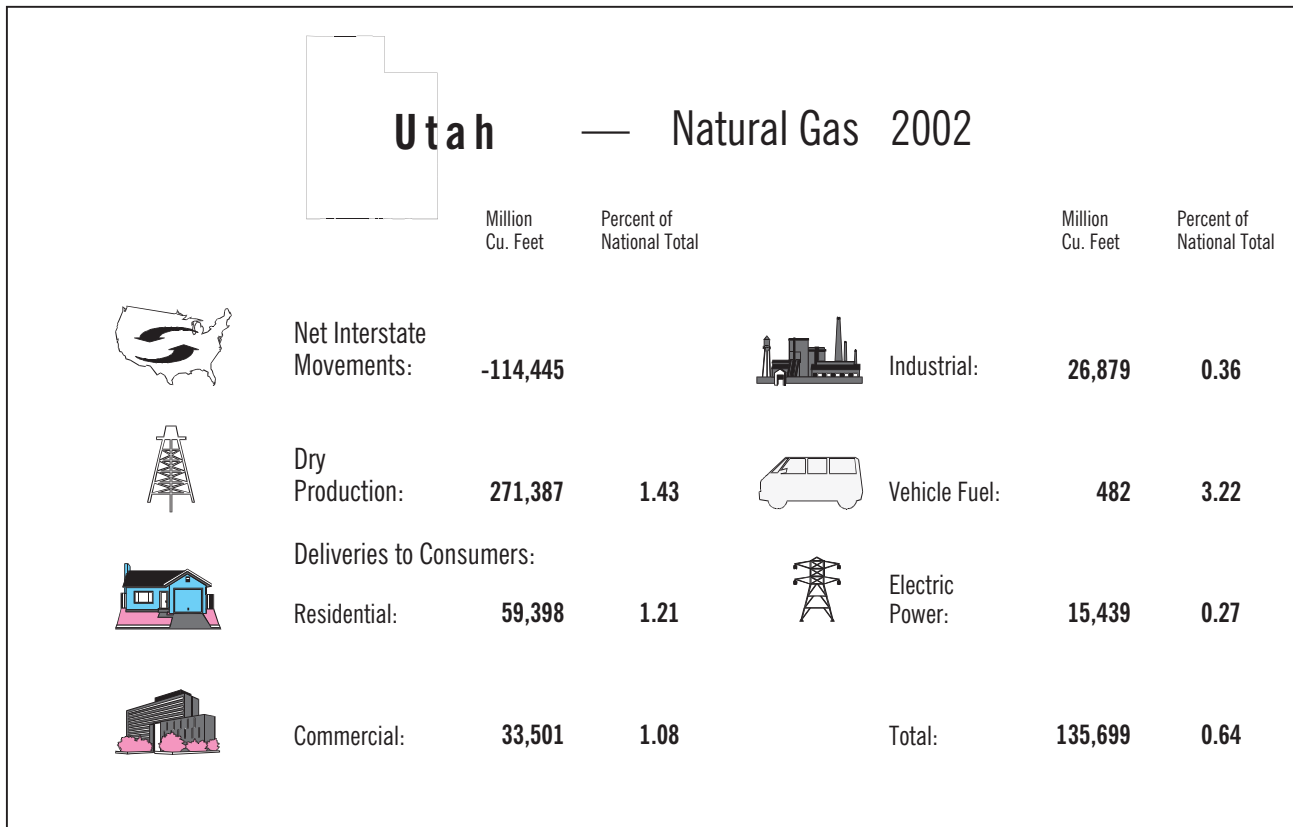 Utah — Natural Gas 2002
Million Percent of Million Percent of
Cu. Feet National Total Cu. Feet National Total
Net Interstate
Movements: -114,445
Industrial: 26,879 0.36
Dry
Production: 271,387 1.43
Vehicle Fuel: 482 3.22
Deliveries to Consumers:
Residential: 59,398 1.21
Electric
Power: 15,439 0.27
Commercial: 33,501 1.08
Total: 135,699 0.64